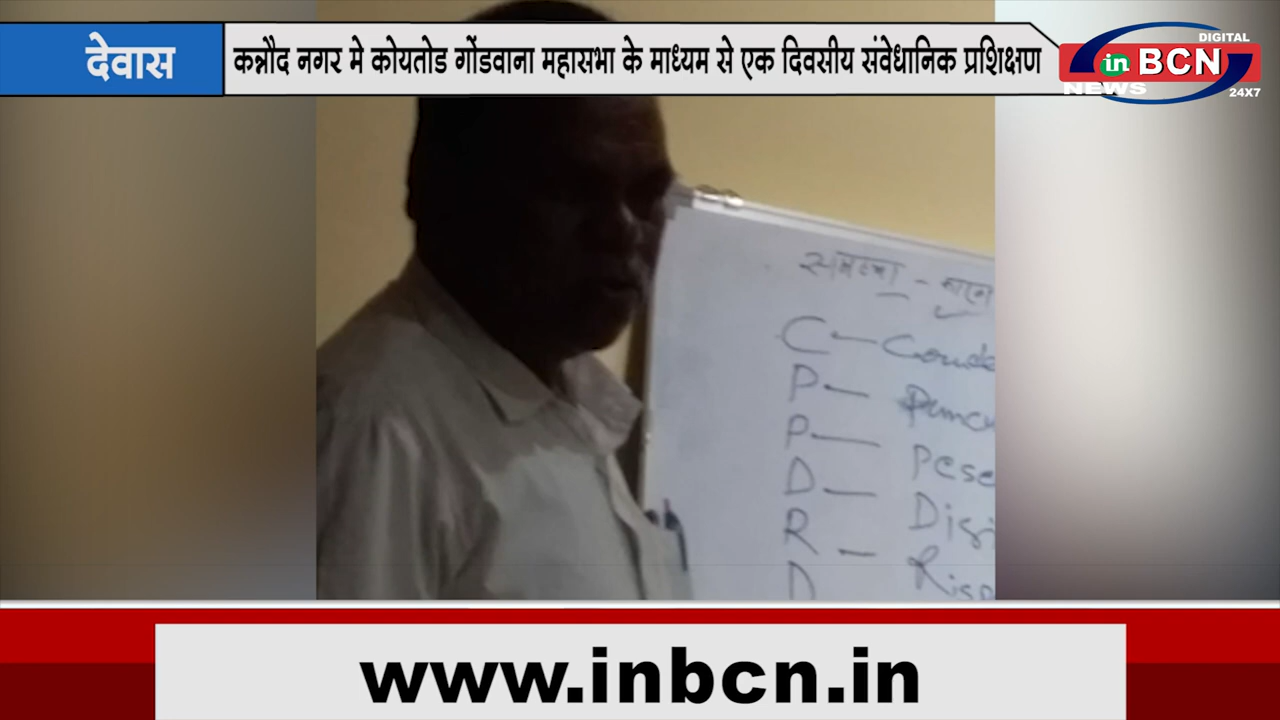 देवास
कन्नौद नगर मे कोयतोड गोंडवाना महासभा के माध्यम से एक दिवसीय संवेधानिक प्रशिक्षण
DIGITAL
in BCN
NEWS
24X7
C —
P —
P —
D —
R —
D
www.inbcn.in